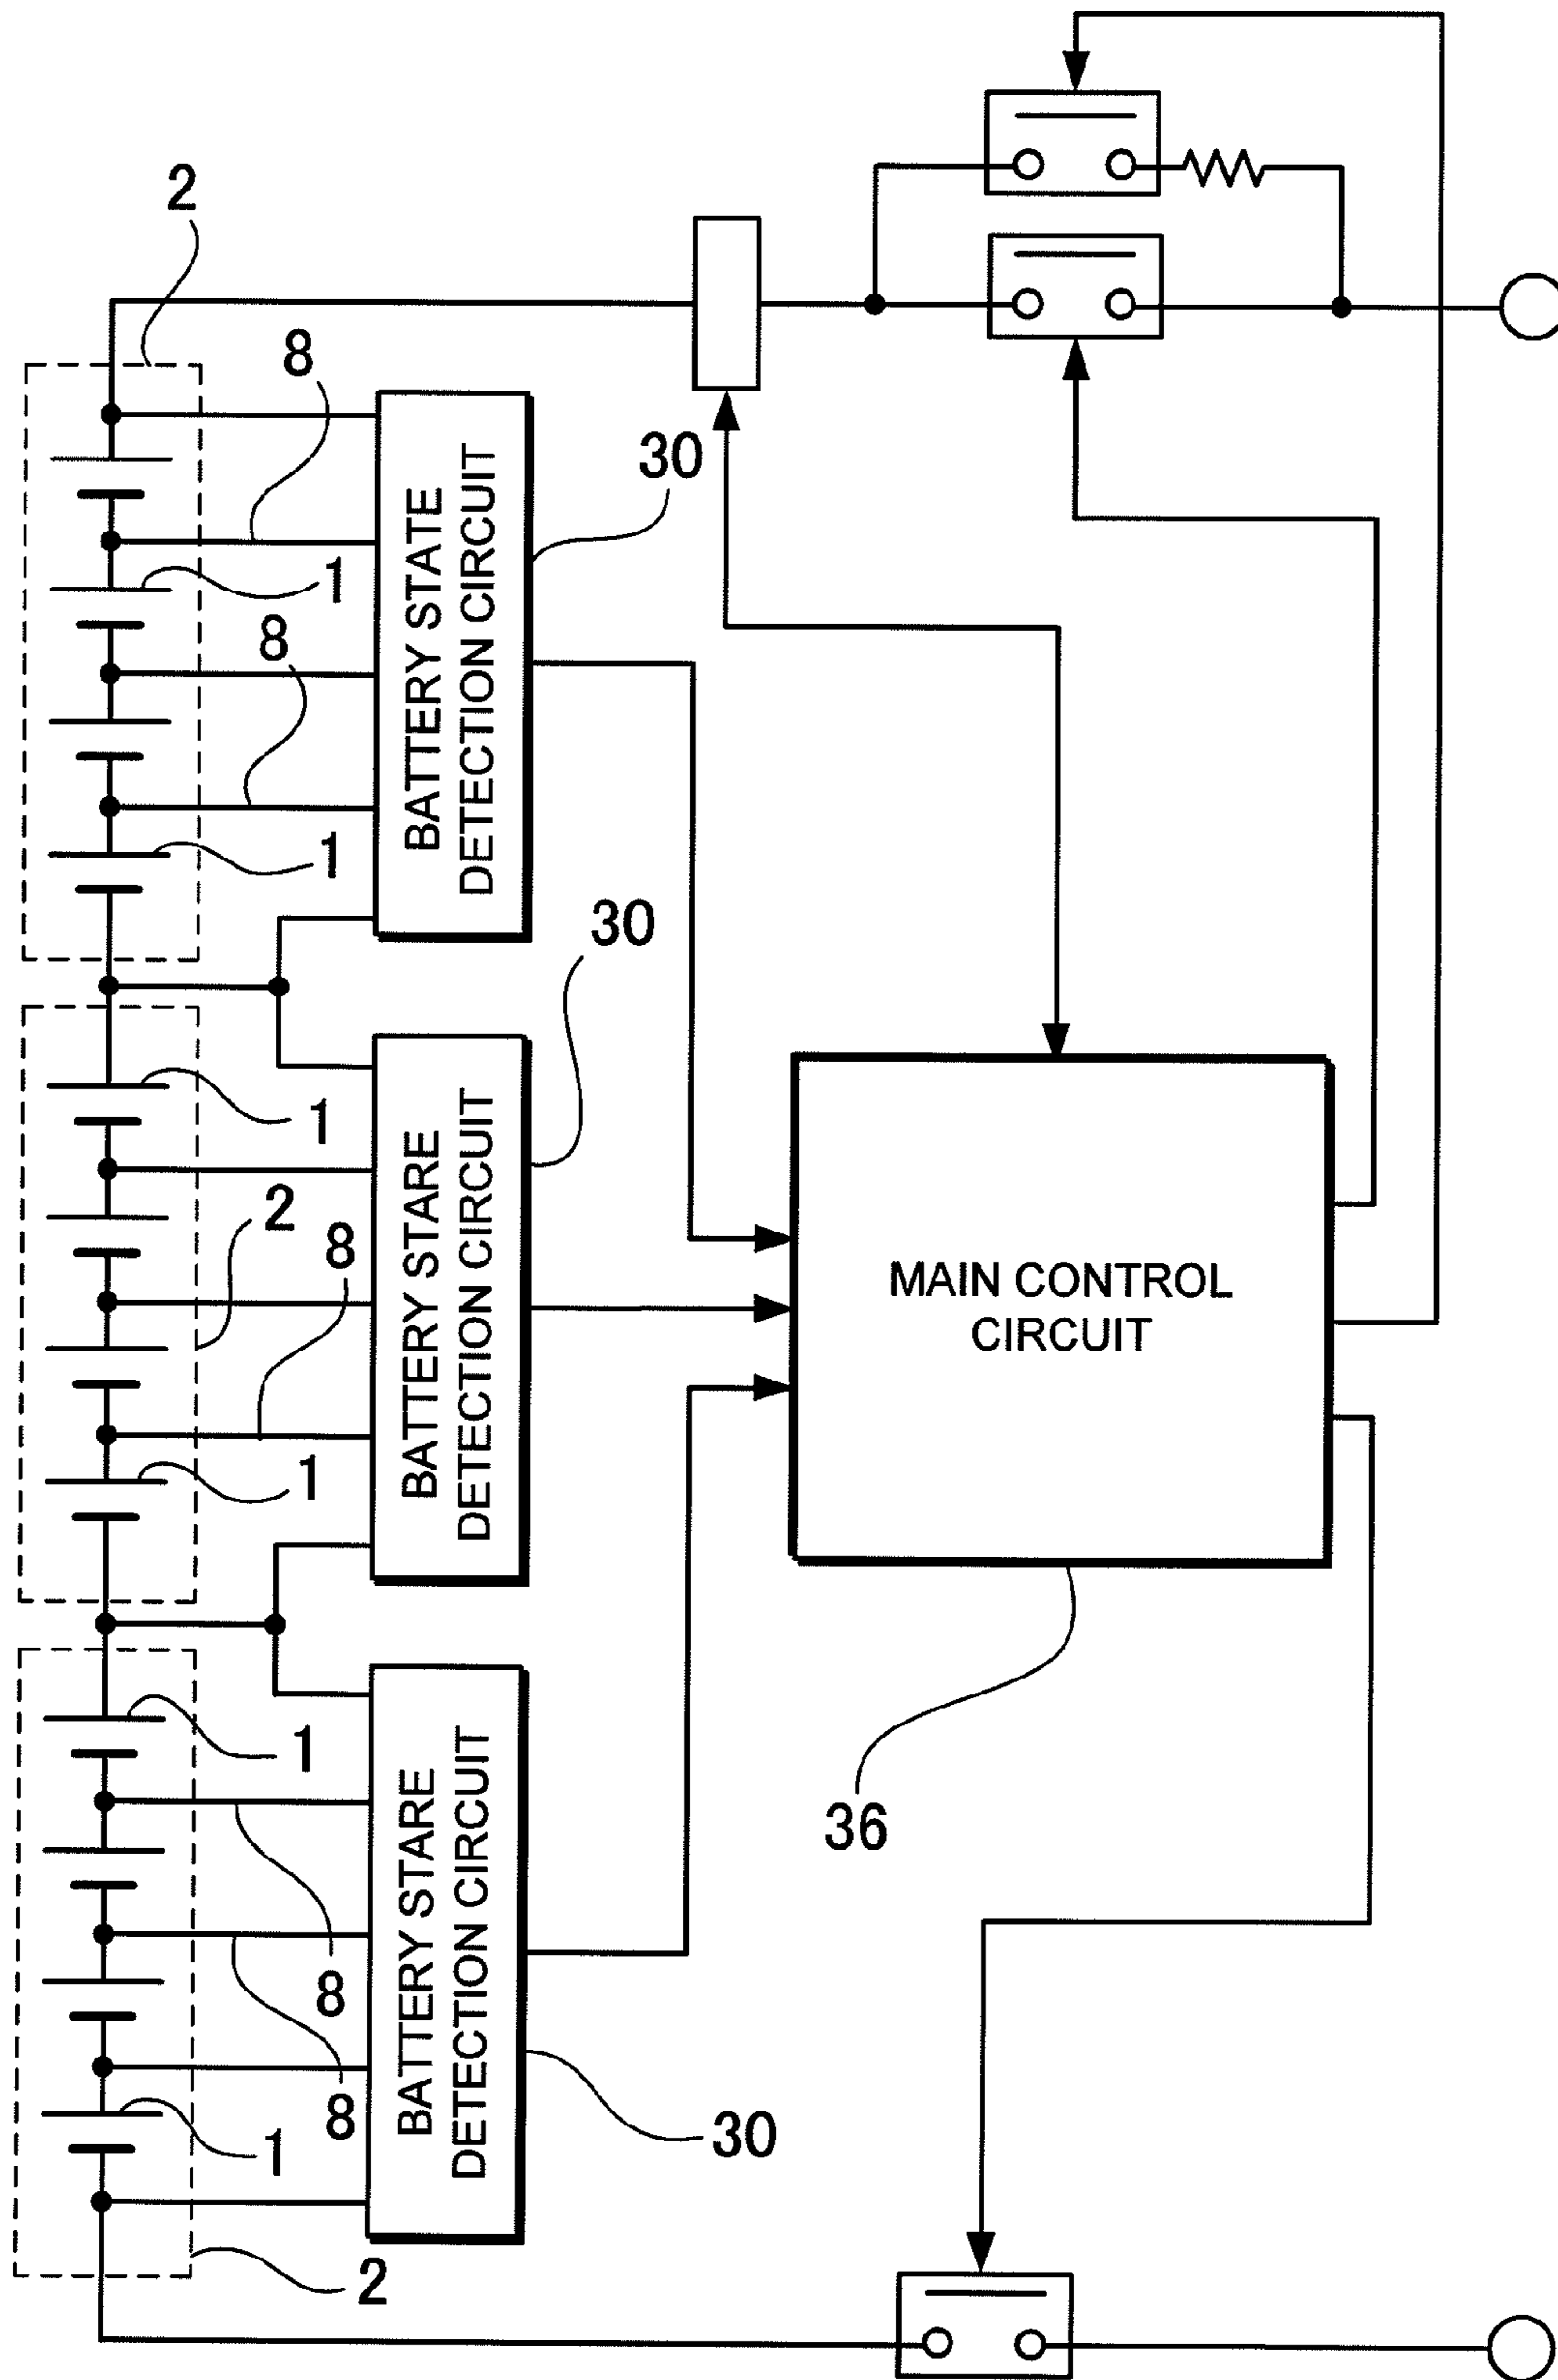 2
8
30
BATTERY STATE
DETECTION CIRCUIT
1
8
1
30
1
BATTERY STARE
DETECTION CIRCUIT
2
8
MAIN CONTROL
CIRCUIT
1
1
BATTERY STARE
DETECTION CIRCUIT
36
8
8
1
30
2